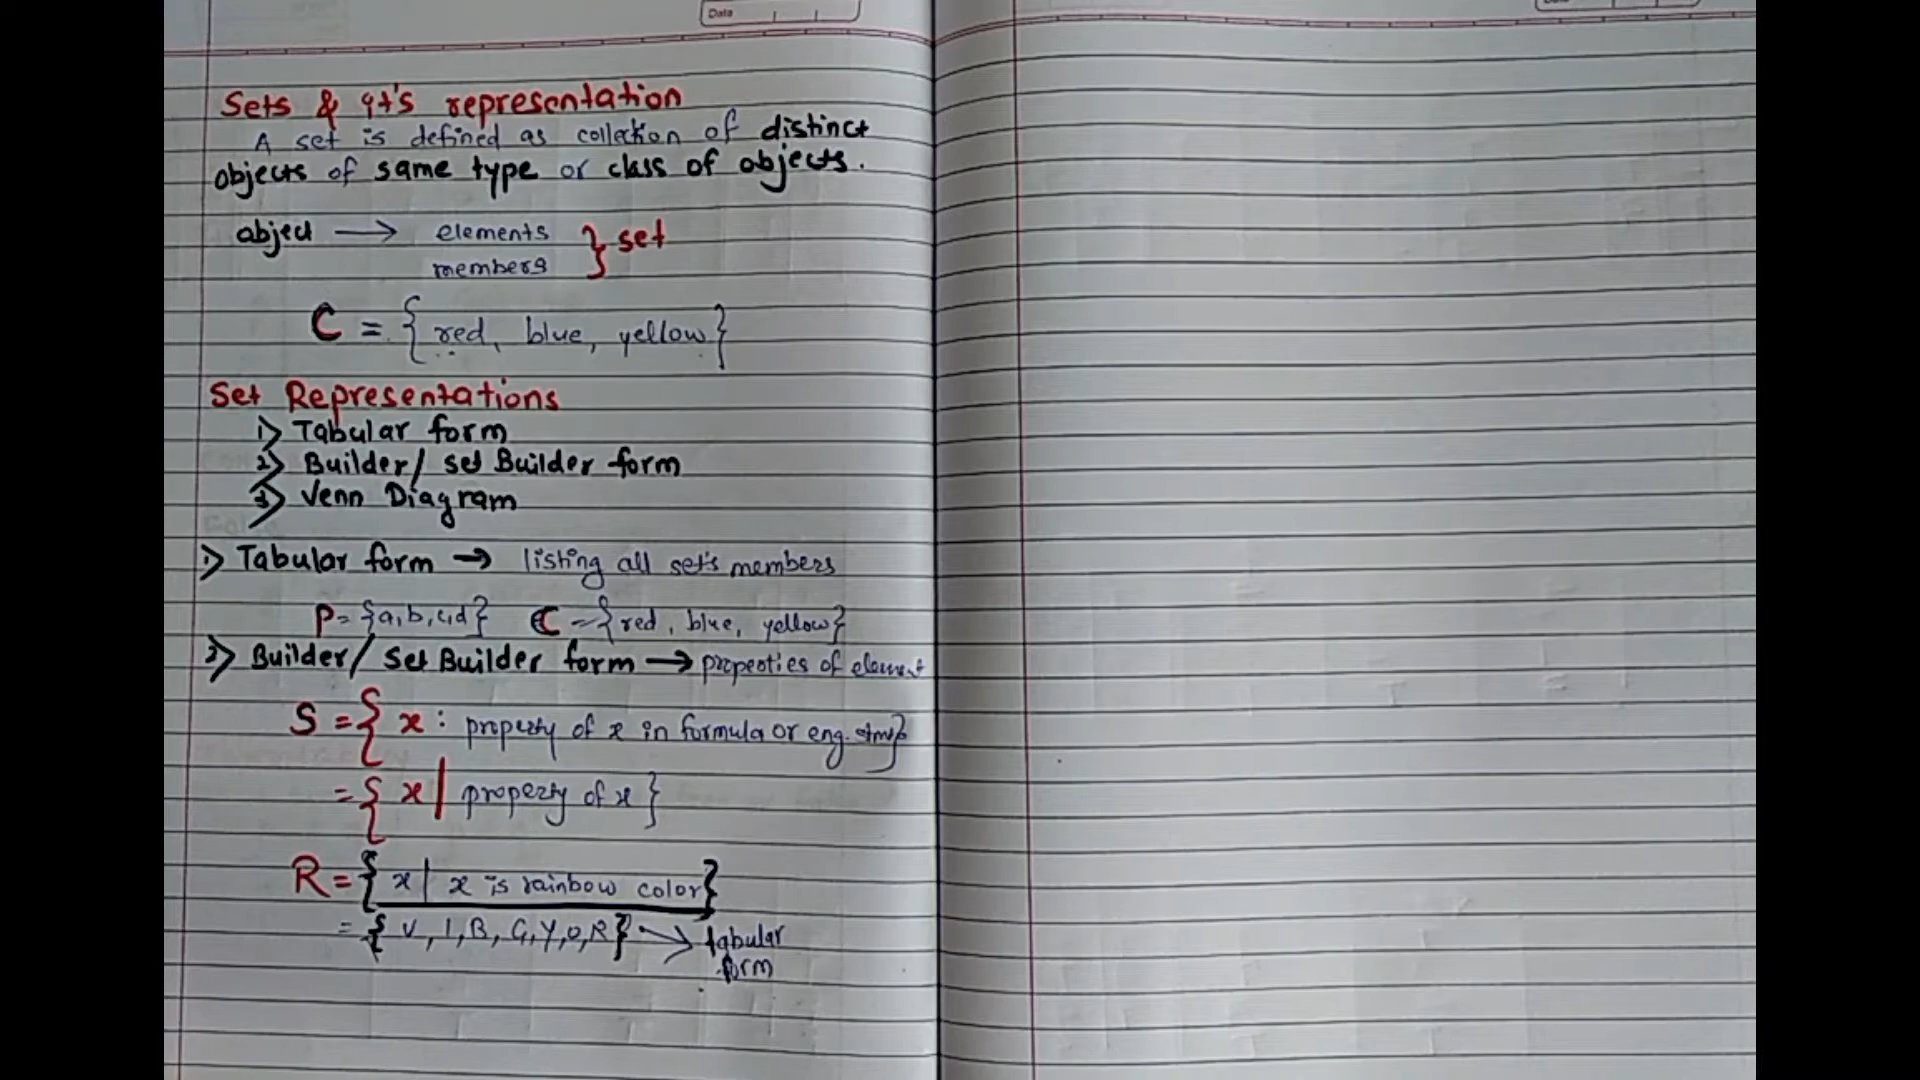 Data
Sets & it's representation
A set is defined as collection of distinct
objects of same type or class of objects.
object → elements } set
members
C = { red, blue, yellow}
Set Representations
1) Tabular form
2) Builder/ set Builder form
3) Venn Diagram
1) Tabular form → listing all set's members
P = {a, b, c, d} C = {red, blue, yellow}
2) Builder/ Set Builder form → propeoties of element
S = { x : property of x in formula or eng. stmt}
= { x | property of x }
R = { x | x is rainbow color}
= { V, I, B, G, Y, O, R} → tabular
form